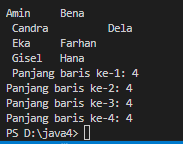 Amin     Bena
 Candra          Dela
 Eka     Farhan
 Gisel   Hana
 Panjang baris ke-1: 4
Panjang baris ke-2: 4
Panjang baris ke-3: 4
Panjang baris ke-4: 4
PS D:\java4>